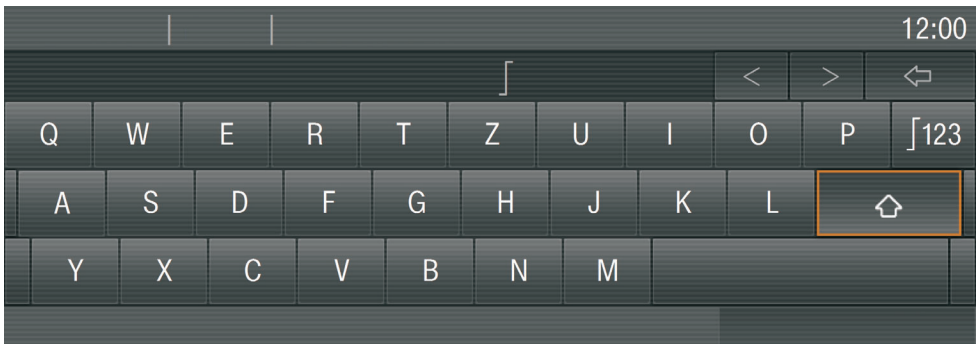 12:00
< >
Q W E R T Z U I O P 123
A S D F G H J K L
Y X C V B N M